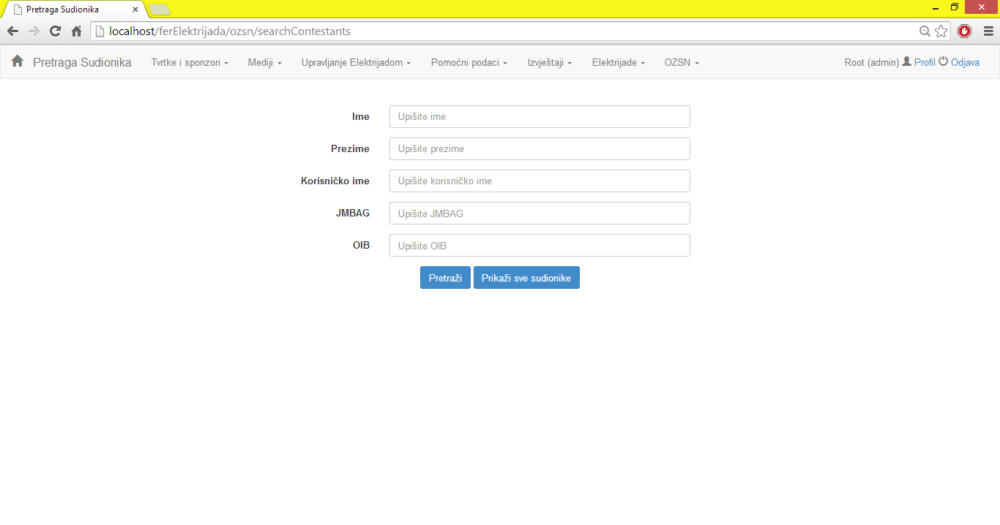 Pretraga Sudionika
localhost/ferElektrijada/ozsn/searchContestants
Pretraga Sudionika Tvrtke i sponzori Mediji Upravljanje Elektrijadom Pomoćni podaci Izvještaji Elektrijade OZSN Root (admin) Profil Odjava
Ime Upišite ime
Prezime Upišite prezime
Korisničko ime Upišite korisničko ime
JMBAG Upišite JMBAG
OIB Upišite OIB
Pretraži Prikaži sve sudionike